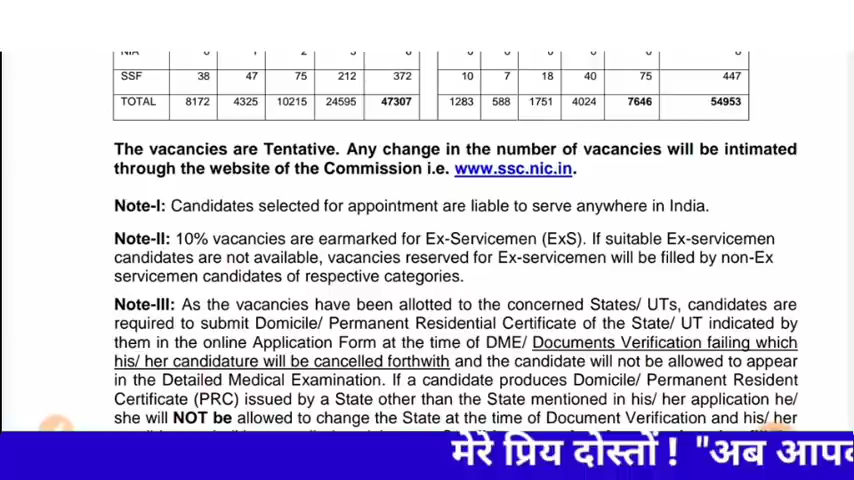 SSF 38 47 75 212 372 10 7 18 40 75 447
TOTAL 8172 4325 10215 24595 47307 1283 588 1751 4024 7646 54953
The vacancies are Tentative. Any change in the number of vacancies will be intimated
through the website of the Commission i.e. www.ssc.nic.in.
Note-I: Candidates selected for appointment are liable to serve anywhere in India.
Note-II: 10% vacancies are earmarked for Ex-Servicemen (ExS). If suitable Ex-servicemen
candidates are not available, vacancies reserved for Ex-servicemen will be filled by non-Ex
servicemen candidates of respective categories.
Note-III: As the vacancies have been allotted to the concerned States/ UTs, candidates are
required to submit Domicile/ Permanent Residential Certificate of the State/ UT indicated by
them in the online Application Form at the time of DME/ Documents Verification failing which
his/ her candidature will be cancelled forthwith and the candidate will not be allowed to appear
in the Detailed Medical Examination. If a candidate produces Domicile/ Permanent Resident
Certificate (PRC) issued by a State other than the State mentioned in his/ her application he/
she will NOT be allowed to change the State at the time of Document Verification and his/ her
मेरे प्रिय दोस्तों ! "अब